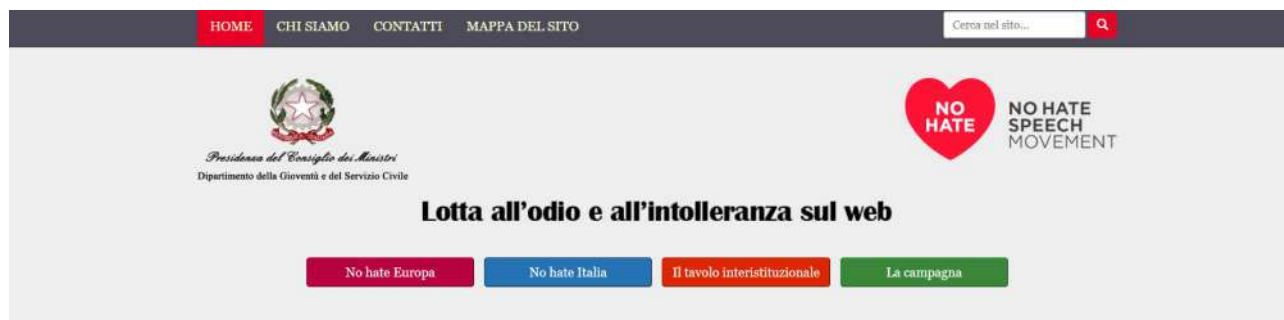 HOME CHI SIAMO CONTATTI MAPPA DEL SITO Cerca nel sito...
NO HATE
NO HATE
SPEECH
MOVEMENT
Presidenza del Consiglio dei Ministri
Dipartimento della Gioventù e del Servizio Civile
Lotta all'odio e all'intolleranza sul web
No hate Europa No hate Italia Il tavolo interistituzionale La campagna